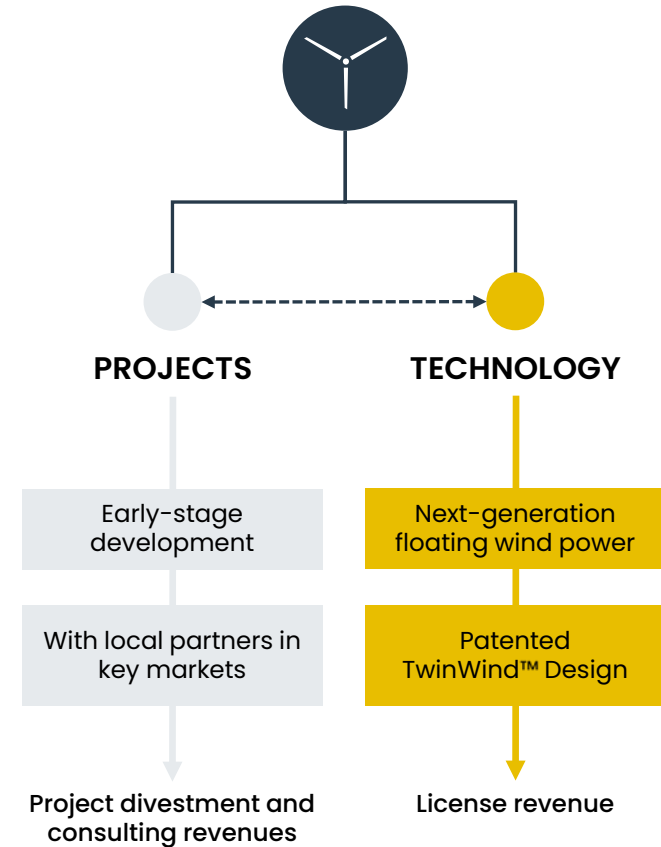 PROJECTS
TECHNOLOGY
Early-stage
development
Next-generation
floating wind power
With local partners in
key markets
Patented
TwinWind™ Design
Project divestment and
consulting revenues
License revenue